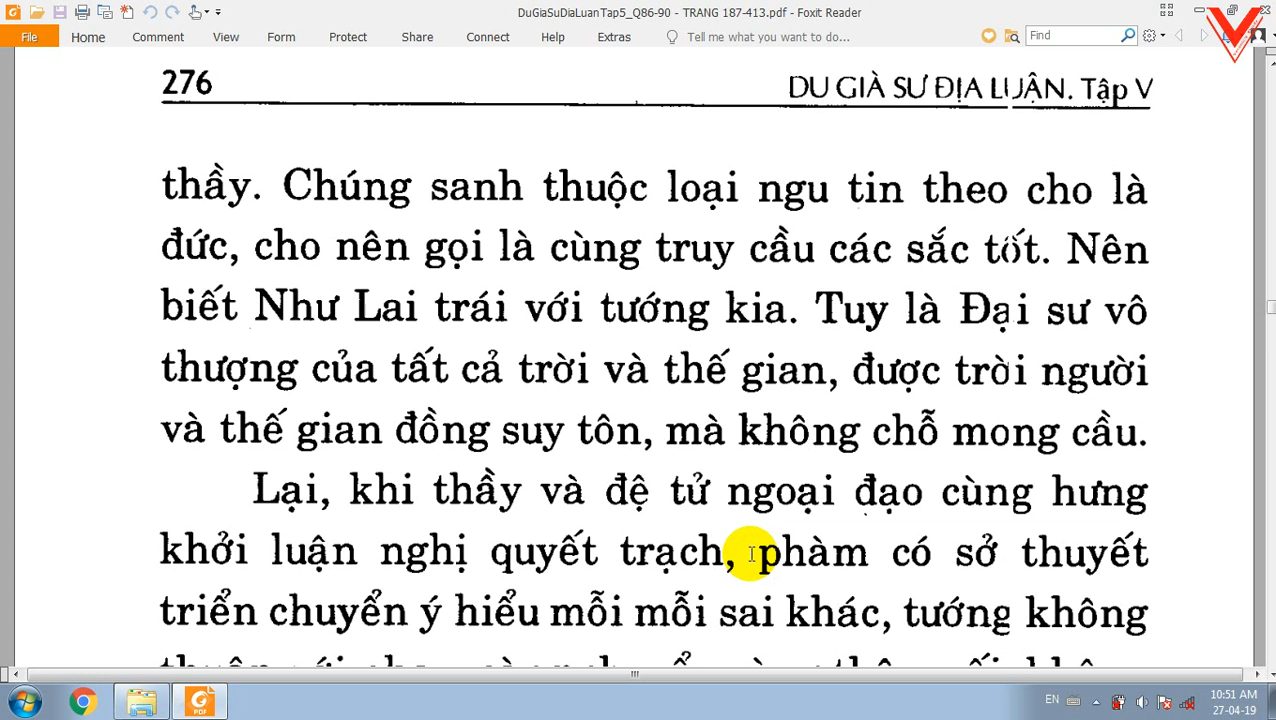 DuGiaSuDiaLuanTap5_Q86-90 - TRANG 187-413.pdf - Foxit Reader
File Home Comment View Form Protect Share Connect Help Extras Tell me what you want to do... Find
276 DU GIÀ SƯ ĐỊA LUẬN. Tập V
thầy. Chúng sanh thuộc loại ngu tin theo cho là
đức, cho nên gọi là cùng truy cầu các sắc tốt. Nên
biết Như Lai trái với tướng kia. Tuy là Đại sư vô
thượng của tất cả trời và thế gian, được trời người
và thế gian đồng suy tôn, mà không chỗ mong cầu.
Lại, khi thầy và đệ tử ngoại đạo cùng hưng
khởi luận nghị quyết trạch, phàm có sở thuyết
triển chuyển ý hiểu mỗi mỗi sai khác, tướng không
EN 10:51 AM
27-04-19